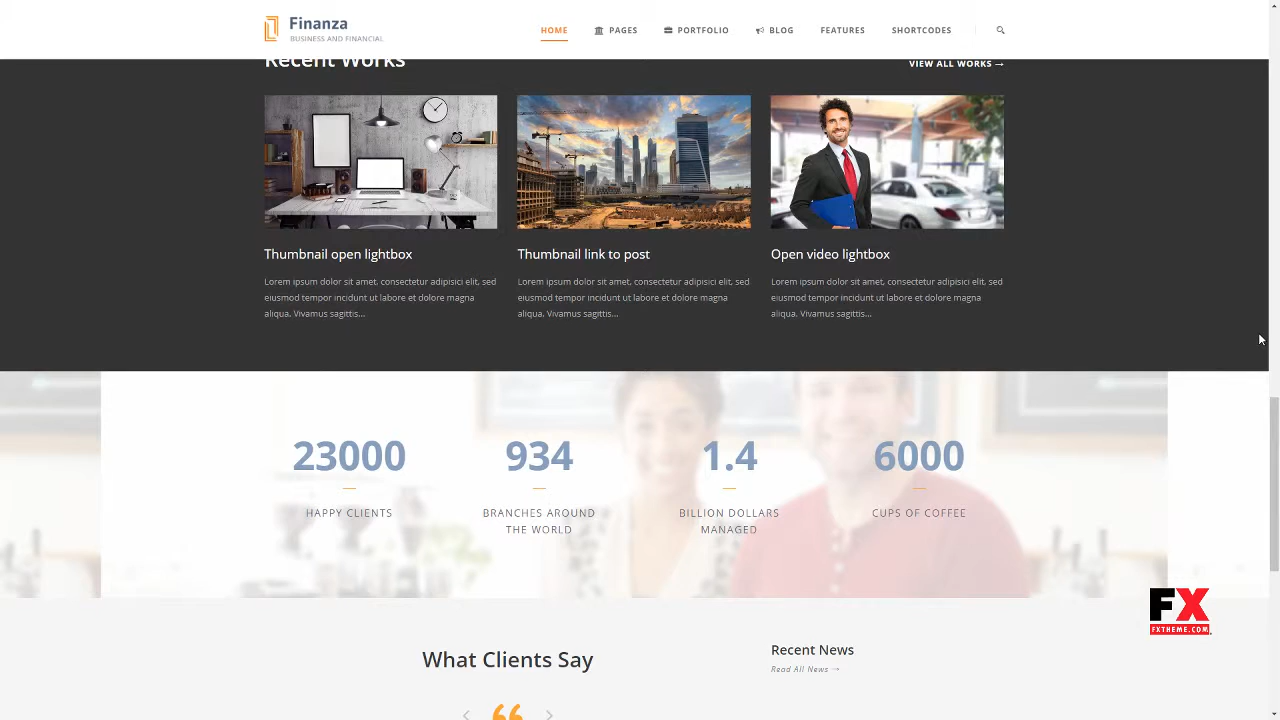 Finanza
BUSINESS AND FINANCIAL
HOME
PAGES
PORTFOLIO
BLOG
FEATURES
SHORTCODES
Recent Works
VIEW ALL WORKS →
Thumbnail open lightbox
Lorem ipsum dolor sit amet, consectetur adipisici elit, sed
eiusmod tempor incidunt ut labore et dolore magna
aliqua. Vivamus sagittis...
Thumbnail link to post
Lorem ipsum dolor sit amet, consectetur adipisici elit, sed
eiusmod tempor incidunt ut labore et dolore magna
aliqua. Vivamus sagittis...
Open video lightbox
Lorem ipsum dolor sit amet, consectetur adipisici elit, sed
eiusmod tempor incidunt ut labore et dolore magna
aliqua. Vivamus sagittis...
23000
HAPPY CLIENTS
934
BRANCHES AROUND
THE WORLD
1.4
BILLION DOLLARS
MANAGED
6000
CUPS OF COFFEE
FX
FXTHEME.COM
What Clients Say
Recent News
Read All News →